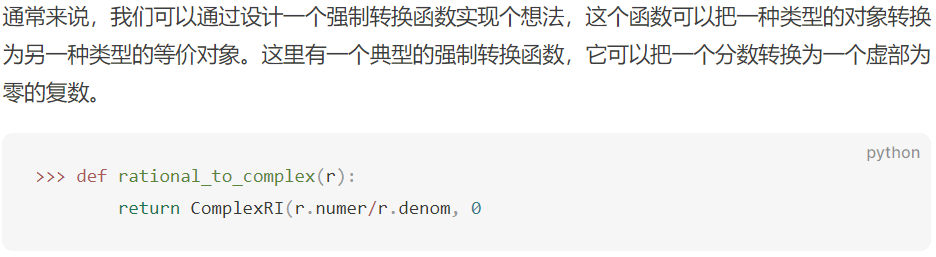 通常来说，我们可以通过设计一个强制转换函数实现个想法，这个函数可以把一种类型的对象转换
为另一种类型的等价对象。这里有一个典型的强制转换函数，它可以把一个分数转换为一个虚部为
零的复数。
python
>>> def rational_to_complex(r):
        return ComplexRI(r.numer/r.denom, 0